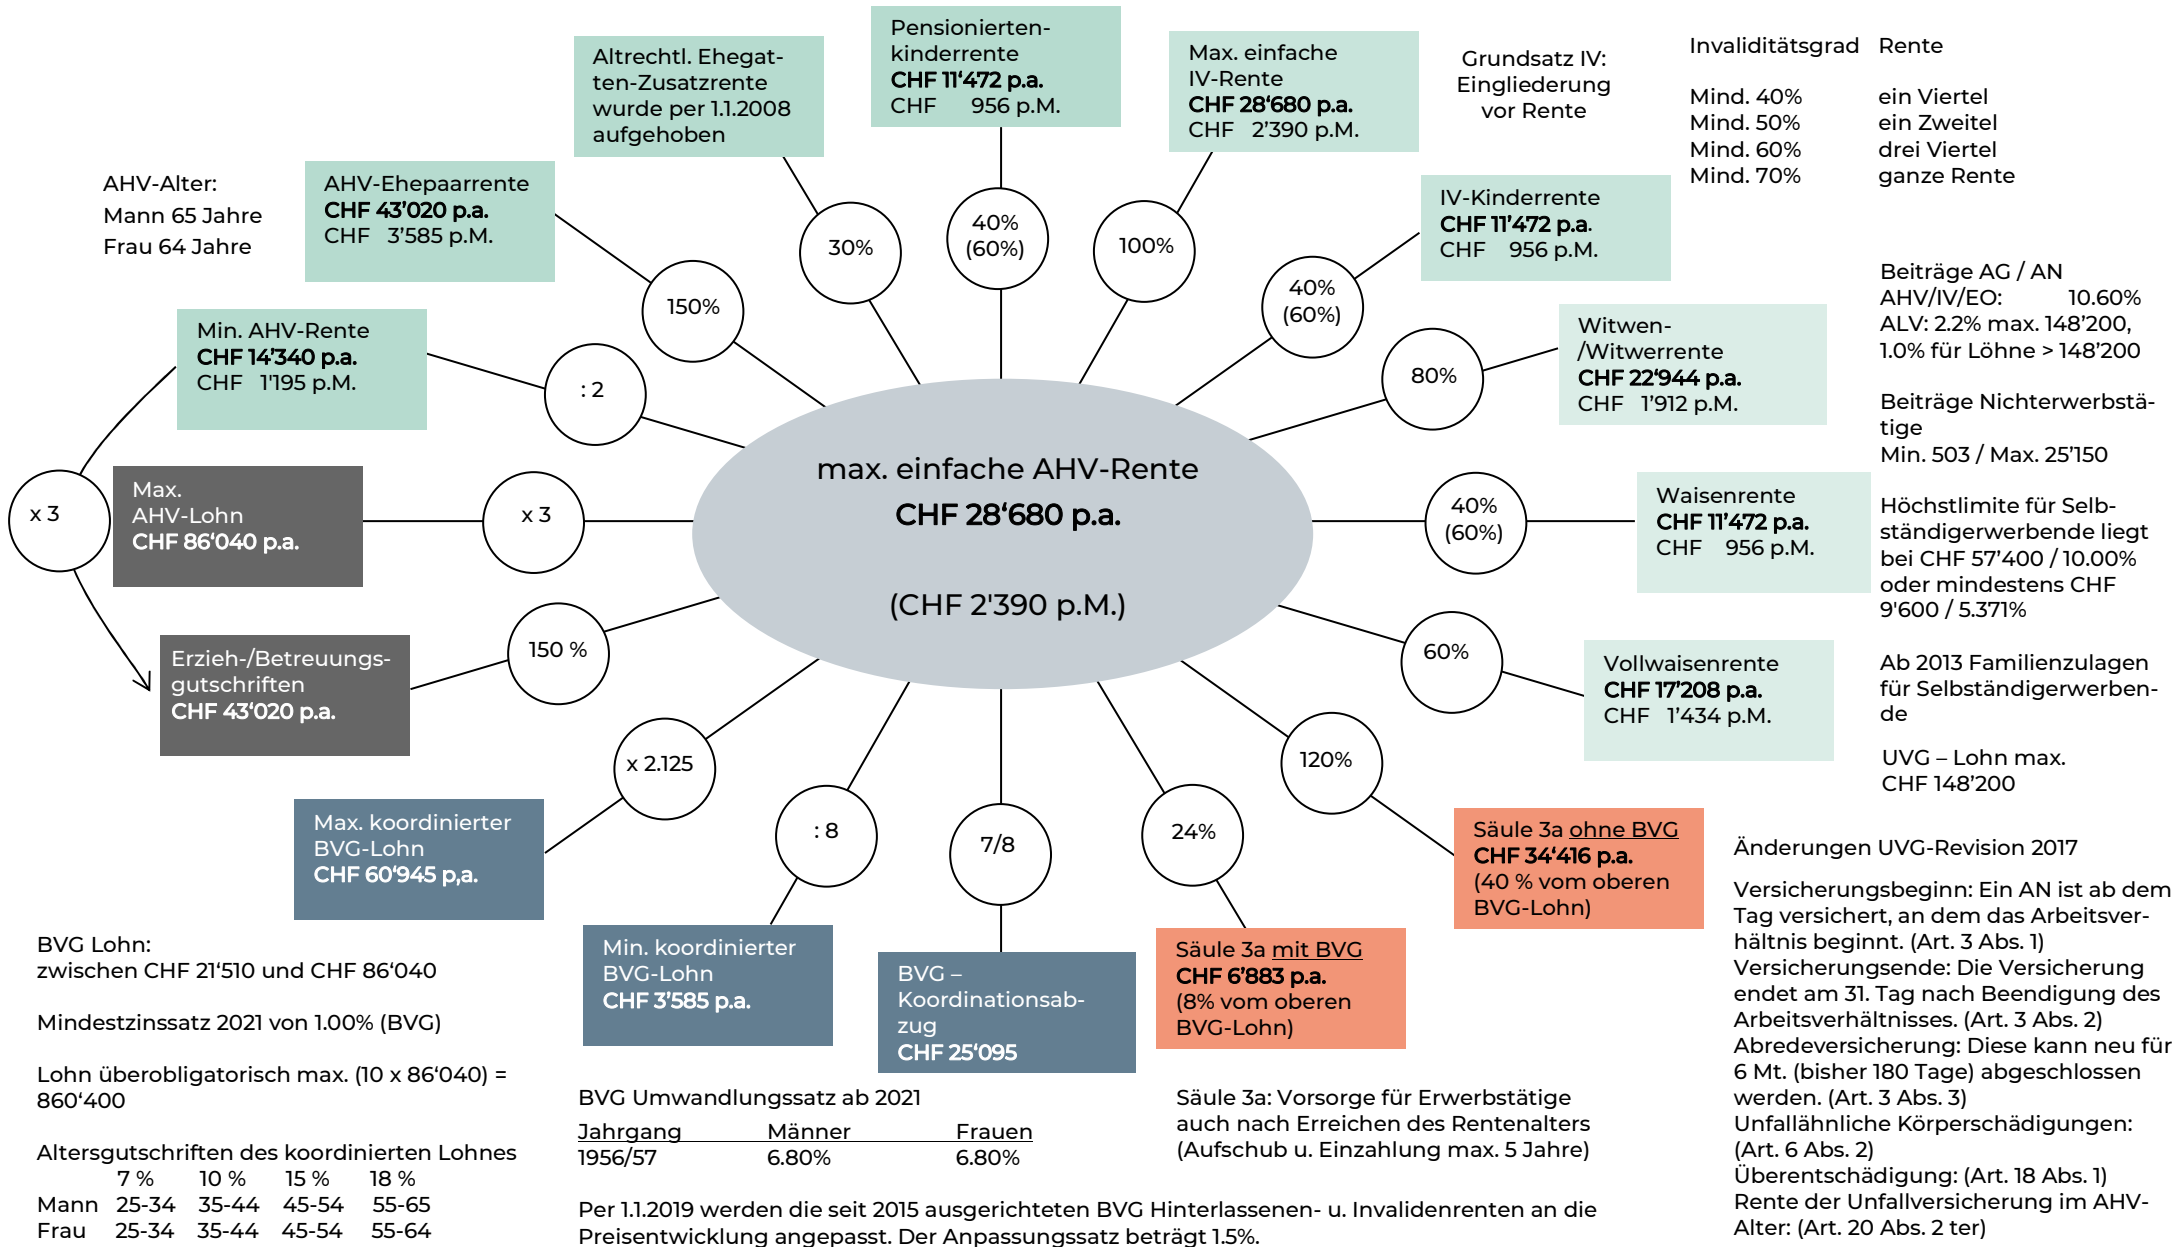 Pensionierten-
kinderrente
CHF 11‘472 p.a.
CHF 956 p.M.
Altrechtl. Ehegat-
ten-Zusatzrente
wurde per 1.1.2008
aufgehoben
Max. einfache
IV-Rente
CHF 28‘680 p.a.
CHF 2’390 p.M.
Grundsatz IV:
Eingliederung
vor Rente
Invaliditätsgrad Rente
Mind. 40% ein Viertel
Mind. 50% ein Zweitel
Mind. 60% drei Viertel
Mind. 70% ganze Rente
AHV-Alter:
Mann 65 Jahre
Frau 64 Jahre
AHV-Ehepaarrente
CHF 43’020 p.a.
CHF 3’585 p.M.
IV-Kinderrente
CHF 11’472 p.a.
CHF 956 p.M.
150%
30%
40%
(60%)
100%
40%
(60%)
Min. AHV-Rente
CHF 14’340 p.a.
CHF 1'195 p.M.
: 2
80%
Witwen-
/Witwerrente
CHF 22’944 p.a.
CHF 1’912 p.M.
Beiträge AG / AN
AHV/IV/EO: 10.60%
ALV: 2.2% max. 148’200,
1.0% für Löhne > 148’200
Beiträge Nichterwerbstä-
tige
Min. 503 / Max. 25’150
max. einfache AHV-Rente
CHF 28‘680 p.a.
(CHF 2'390 p.M.)
x 3
Max.
AHV-Lohn
CHF 86‘040 p.a.
x 3
40%
(60%)
Waisenrente
CHF 11’472 p.a.
CHF 956 p.M.
Höchstlimite für Selb-
ständigerwerbende liegt
bei CHF 57’400 / 10.00%
oder mindestens CHF
9'600 / 5.371%
Erzieh-/Betreuungs-
gutschriften
CHF 43‘020 p.a.
150 %
60%
Vollwaisenrente
CHF 17’208 p.a.
CHF 1’434 p.M.
Ab 2013 Familienzulagen
für Selbständigerwerben-
de
UVG – Lohn max.
CHF 148’200
Max. koordinierter
BVG-Lohn
CHF 60‘945 p,a.
x 2.125
: 8
7/8
24%
120%
Säule 3a ohne BVG
CHF 34‘416 p.a.
(40 % vom oberen
BVG-Lohn)
Min. koordinierter
BVG-Lohn
CHF 3‘585 p.a.
BVG –
Koordinationsab-
zug
CHF 25‘095
Säule 3a mit BVG
CHF 6‘883 p.a.
(8% vom oberen
BVG-Lohn)
BVG Lohn:
zwischen CHF 21‘510 und CHF 86‘040
Mindestzinssatz 2021 von 1.00% (BVG)
Lohn überobligatorisch max. (10 x 86‘040) =
860‘400
Altersgutschriften des koordinierten Lohnes
7 % 10 % 15 % 18 %
Mann 25-34 35-44 45-54 55-65
Frau 25-34 35-44 45-54 55-64
BVG Umwandlungssatz ab 2021
Jahrgang Männer Frauen
1956/57 6.80% 6.80%
Säule 3a: Vorsorge für Erwerbstätige
auch nach Erreichen des Rentenalters
(Aufschub u. Einzahlung max. 5 Jahre)
Per 1.1.2019 werden die seit 2015 ausgerichteten BVG Hinterlassenen- u. Invalidenrenten an die
Preisentwicklung angepasst. Der Anpassungssatz beträgt 1.5%.
Änderungen UVG-Revision 2017
Versicherungsbeginn: Ein AN ist ab dem
Tag versichert, an dem das Arbeitsver-
hältnis beginnt. (Art. 3 Abs. 1)
Versicherungsende: Die Versicherung
endet am 31. Tag nach Beendigung des
Arbeitsverhältnisses. (Art. 3 Abs. 2)
Abredeversicherung: Diese kann neu für
6 Mt. (bisher 180 Tage) abgeschlossen
werden. (Art. 3 Abs. 3)
Unfallähnliche Körperschädigungen:
(Art. 6 Abs. 2)
Überentschädigung: (Art. 18 Abs. 1)
Rente der Unfallversicherung im AHV-
Alter: (Art. 20 Abs. 2 ter)